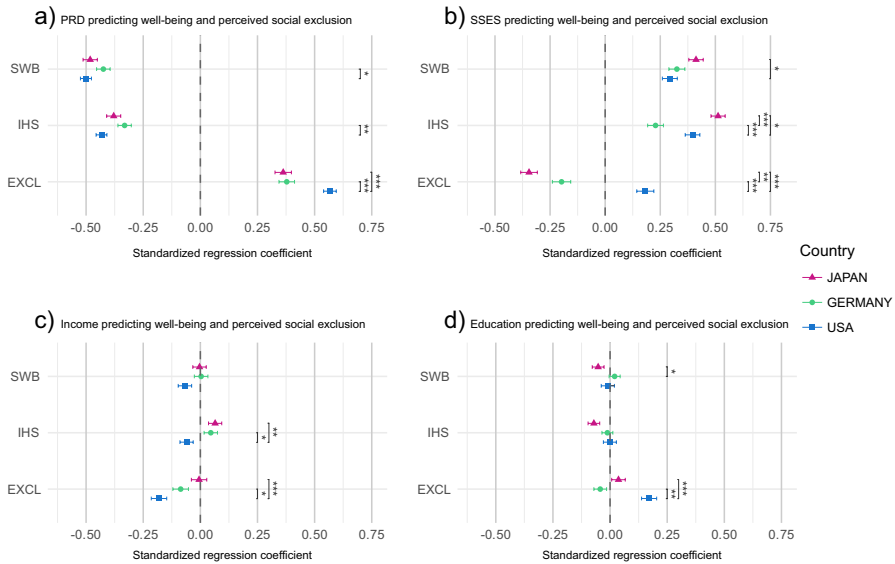 a) PRD predicting well-being and perceived social exclusion
SWB
IHS
EXCL
*
**
***
***
-0.50 -0.25 0.00 0.25 0.50 0.75
Standardized regression coefficient
b) SSES predicting well-being and perceived social exclusion
SWB
IHS
EXCL
*
***
***
*
***
**
***
-0.50 -0.25 0.00 0.25 0.50 0.75
Standardized regression coefficient
Country
JAPAN
GERMANY
USA
c) Income predicting well-being and perceived social exclusion
SWB
IHS
EXCL
*
**
*
***
-0.50 -0.25 0.00 0.25 0.50 0.75
Standardized regression coefficient
d) Education predicting well-being and perceived social exclusion
SWB
IHS
EXCL
*
**
***
-0.50 -0.25 0.00 0.25 0.50 0.75
Standardized regression coefficient